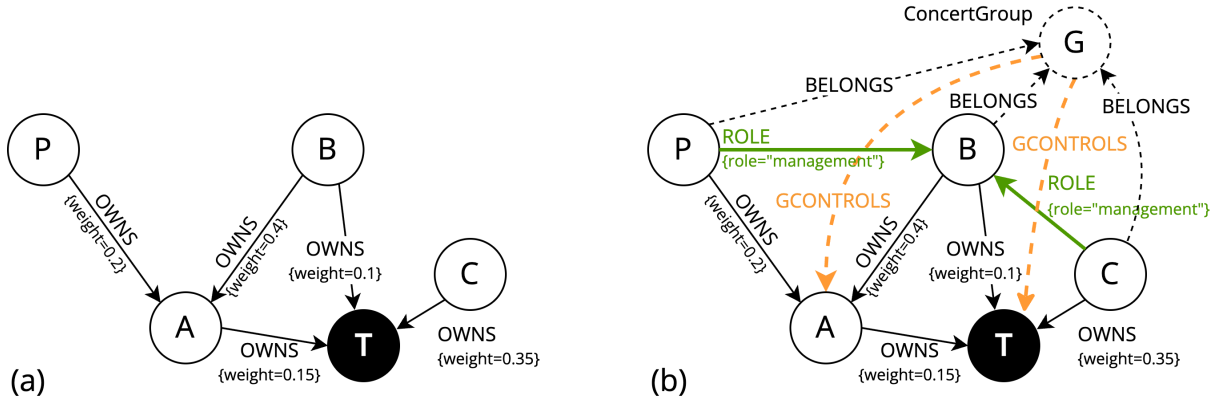 P
B
OWNS
{weight=0.2}
OWNS
{weight=0.4}
OWNS
{weight=0.1}
C
A
T
OWNS
{weight=0.15}
OWNS
{weight=0.35}
(a)
ConcertGroup
G
BELONGS
BELONGS
BELONGS
P
ROLE
{role="management"}
B
GCONTROLS
ROLE
{role="management"}
GCONTROLS
OWNS
{weight=0.2}
OWNS
{weight=0.4}
OWNS
{weight=0.1}
C
A
T
OWNS
{weight=0.15}
OWNS
{weight=0.35}
(b)